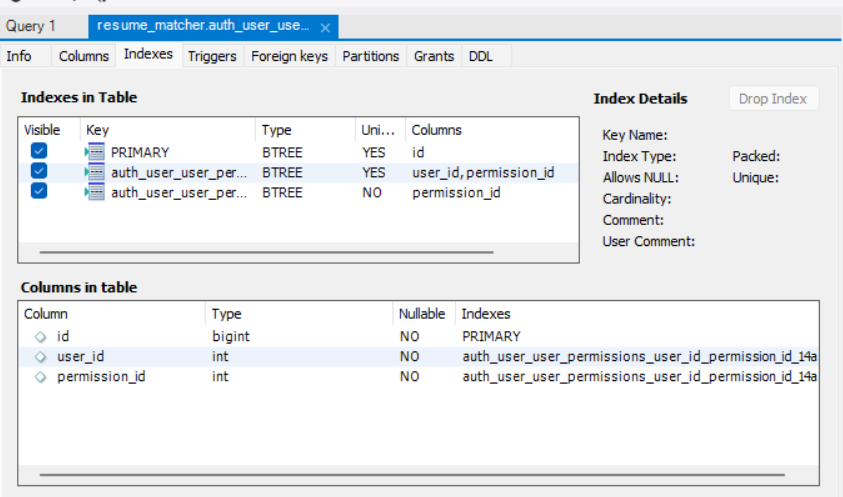 Query 1 resume_matcher.auth_user_use... ×
Info Columns Indexes Triggers Foreign keys Partitions Grants DDL
Indexes in Table
Index Details Drop Index
Visible Key Type Uni... Columns
PRIMARY BTREE YES id
auth_user_user_per... BTREE YES user_id, permission_id
auth_user_user_per... BTREE NO permission_id
Key Name:
Index Type: Packed:
Allows NULL: Unique:
Cardinality:
Comment:
User Comment:
Columns in table
Column Type Nullable Indexes
id bigint NO PRIMARY
user_id int NO auth_user_user_permissions_user_id_permission_id_14a
permission_id int NO auth_user_user_permissions_user_id_permission_id_14a